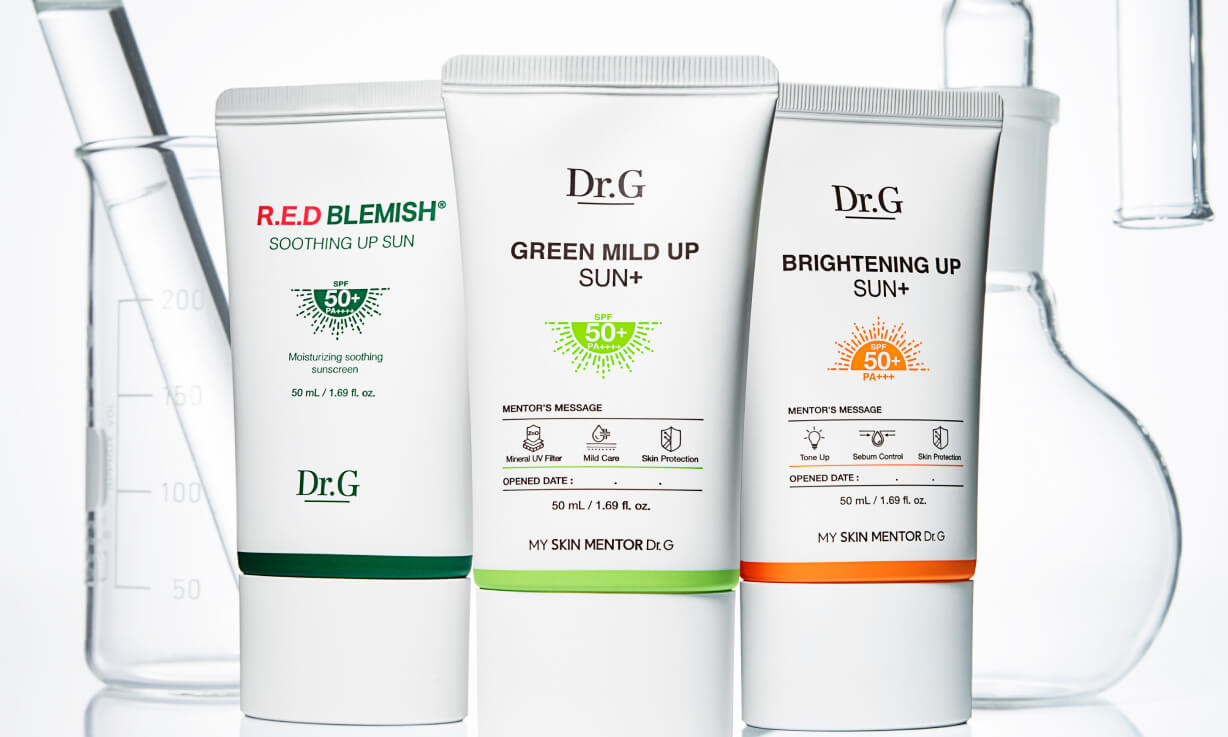 R.E.D BLEMISH®
SOOTHING UP SUN
SPF
50+
PA++++
Moisturizing soothing
sunscreen
50 mL / 1.69 fl. oz.
Dr.G
Dr.G
GREEN MILD UP
SUN+
SPF
50+
PA++++
MENTOR'S MESSAGE
ZnO
Mineral UV Filter
Mild Care
Skin Protection
OPENED DATE : . .
50 mL / 1.69 fl. oz.
MY SKIN MENTOR Dr.G
Dr.G
BRIGHTENING UP
SUN+
SPF
50+
PA+++
MENTOR'S MESSAGE
Tone Up
Sebum Control
Skin Protection
OPENED DATE : . .
50 mL / 1.69 fl. oz.
MY SKIN MENTOR Dr.G
200
150
100
50